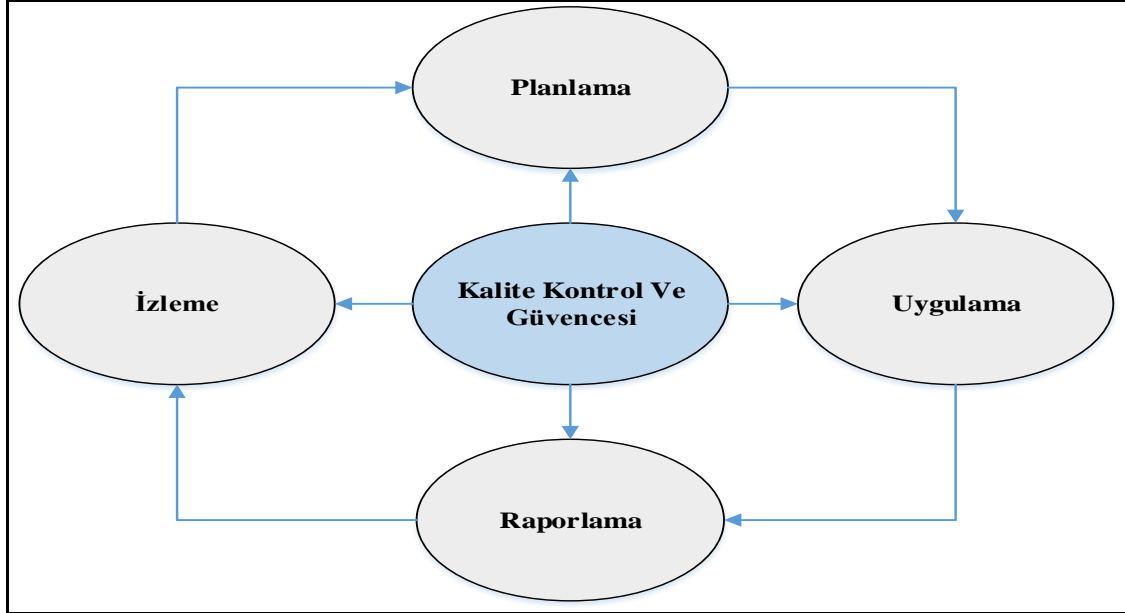 Planlama
İzleme
Kalite Kontrol Ve
Güvencesi
Uygulama
Raporlama